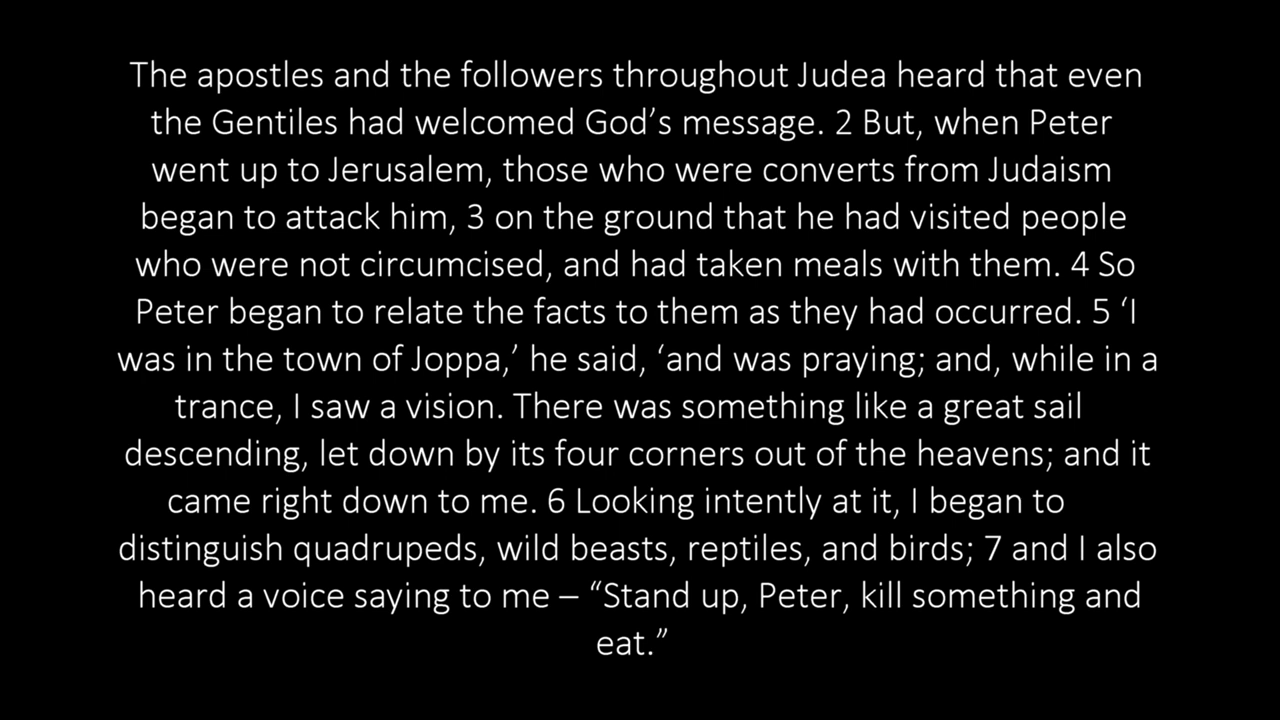 The apostles and the followers throughout Judea heard that even
the Gentiles had welcomed God’s message. 2 But, when Peter
went up to Jerusalem, those who were converts from Judaism
began to attack him, 3 on the ground that he had visited people
who were not circumcised, and had taken meals with them. 4 So
Peter began to relate the facts to them as they had occurred. 5 ‘I
was in the town of Joppa,’ he said, ‘and was praying; and, while in a
trance, I saw a vision. There was something like a great sail
descending, let down by its four corners out of the heavens; and it
came right down to me. 6 Looking intently at it, I began to
distinguish quadrupeds, wild beasts, reptiles, and birds; 7 and I also
heard a voice saying to me – “Stand up, Peter, kill something and
eat.”